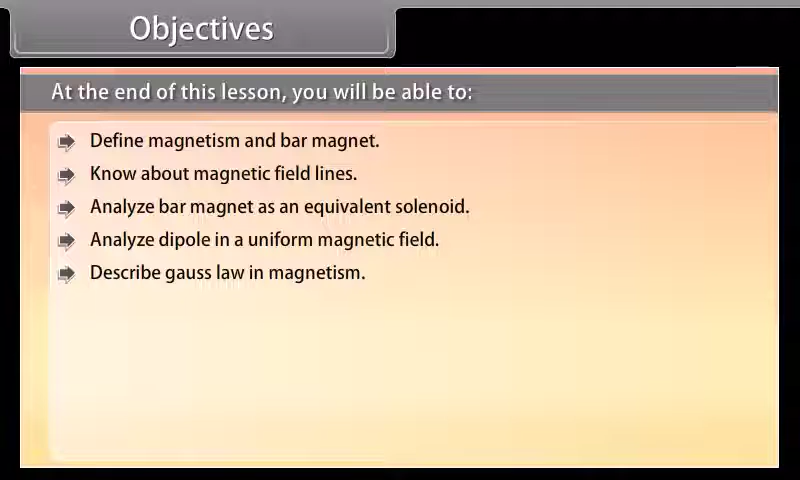 Objectives
At the end of this lesson, you will be able to:
Define magnetism and bar magnet.
Know about magnetic field lines.
Analyze bar magnet as an equivalent solenoid.
Analyze dipole in a uniform magnetic field.
Describe gauss law in magnetism.